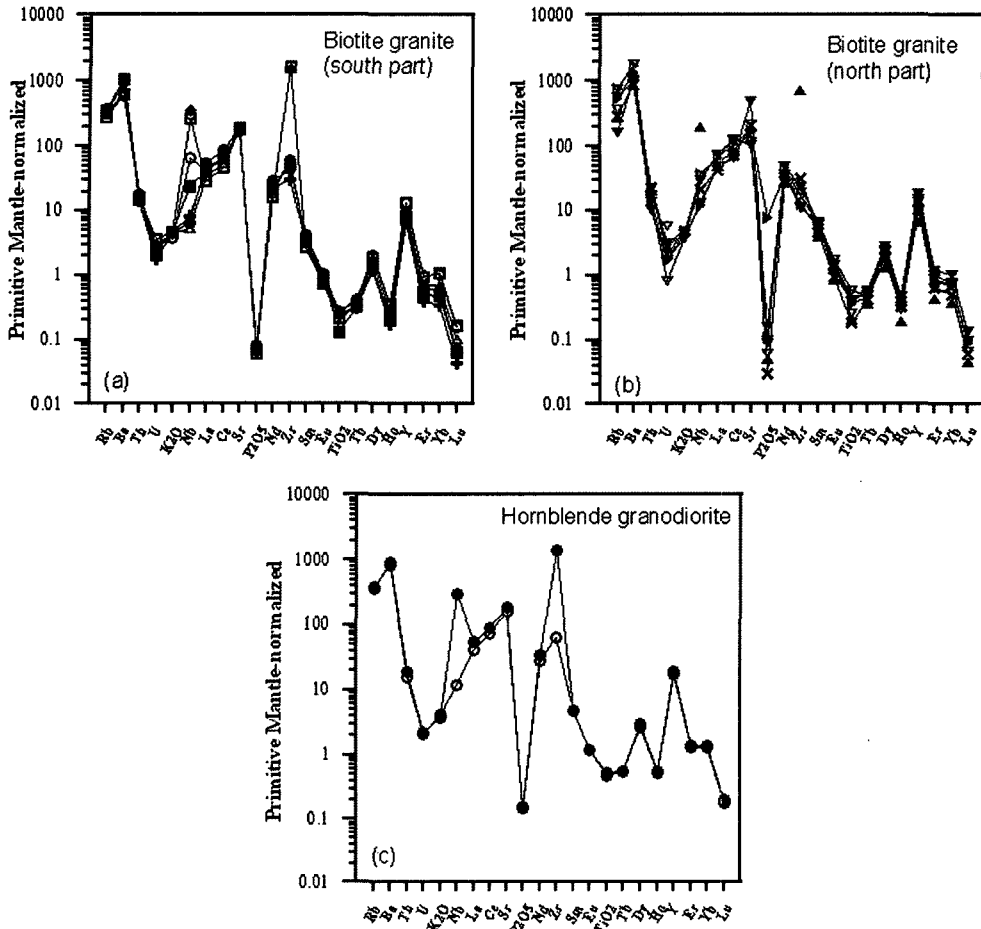 10000
1000
100
10
1
0.1
0.01
Primitive Mantle-normalized
Biotite granite
(south part)
(a)
Rb Ba Th U K2O Nb La Ce Sr P2O5 Nd Zr Sm Eu TiO2 Tb Dy Ho Y Er Yb Lu
10000
1000
100
10
1
0.1
0.01
Primitive Mantle-normalized
Biotite granite
(north part)
(b)
Rb Ba Th U K2O Nb La Ce Sr P2O5 Nd Zr Sm Eu TiO2 Tb Dy Ho Y Er Yb Lu
10000
1000
100
10
1
0.1
0.01
Primitive Mantle-normalized
Hornblende granodiorite
(c)
Rb Ba Th U K2O Nb La Ce Sr P2O5 Nd Zr Sm Eu TiO2 Tb Dy Ho Y Er Yb Lu